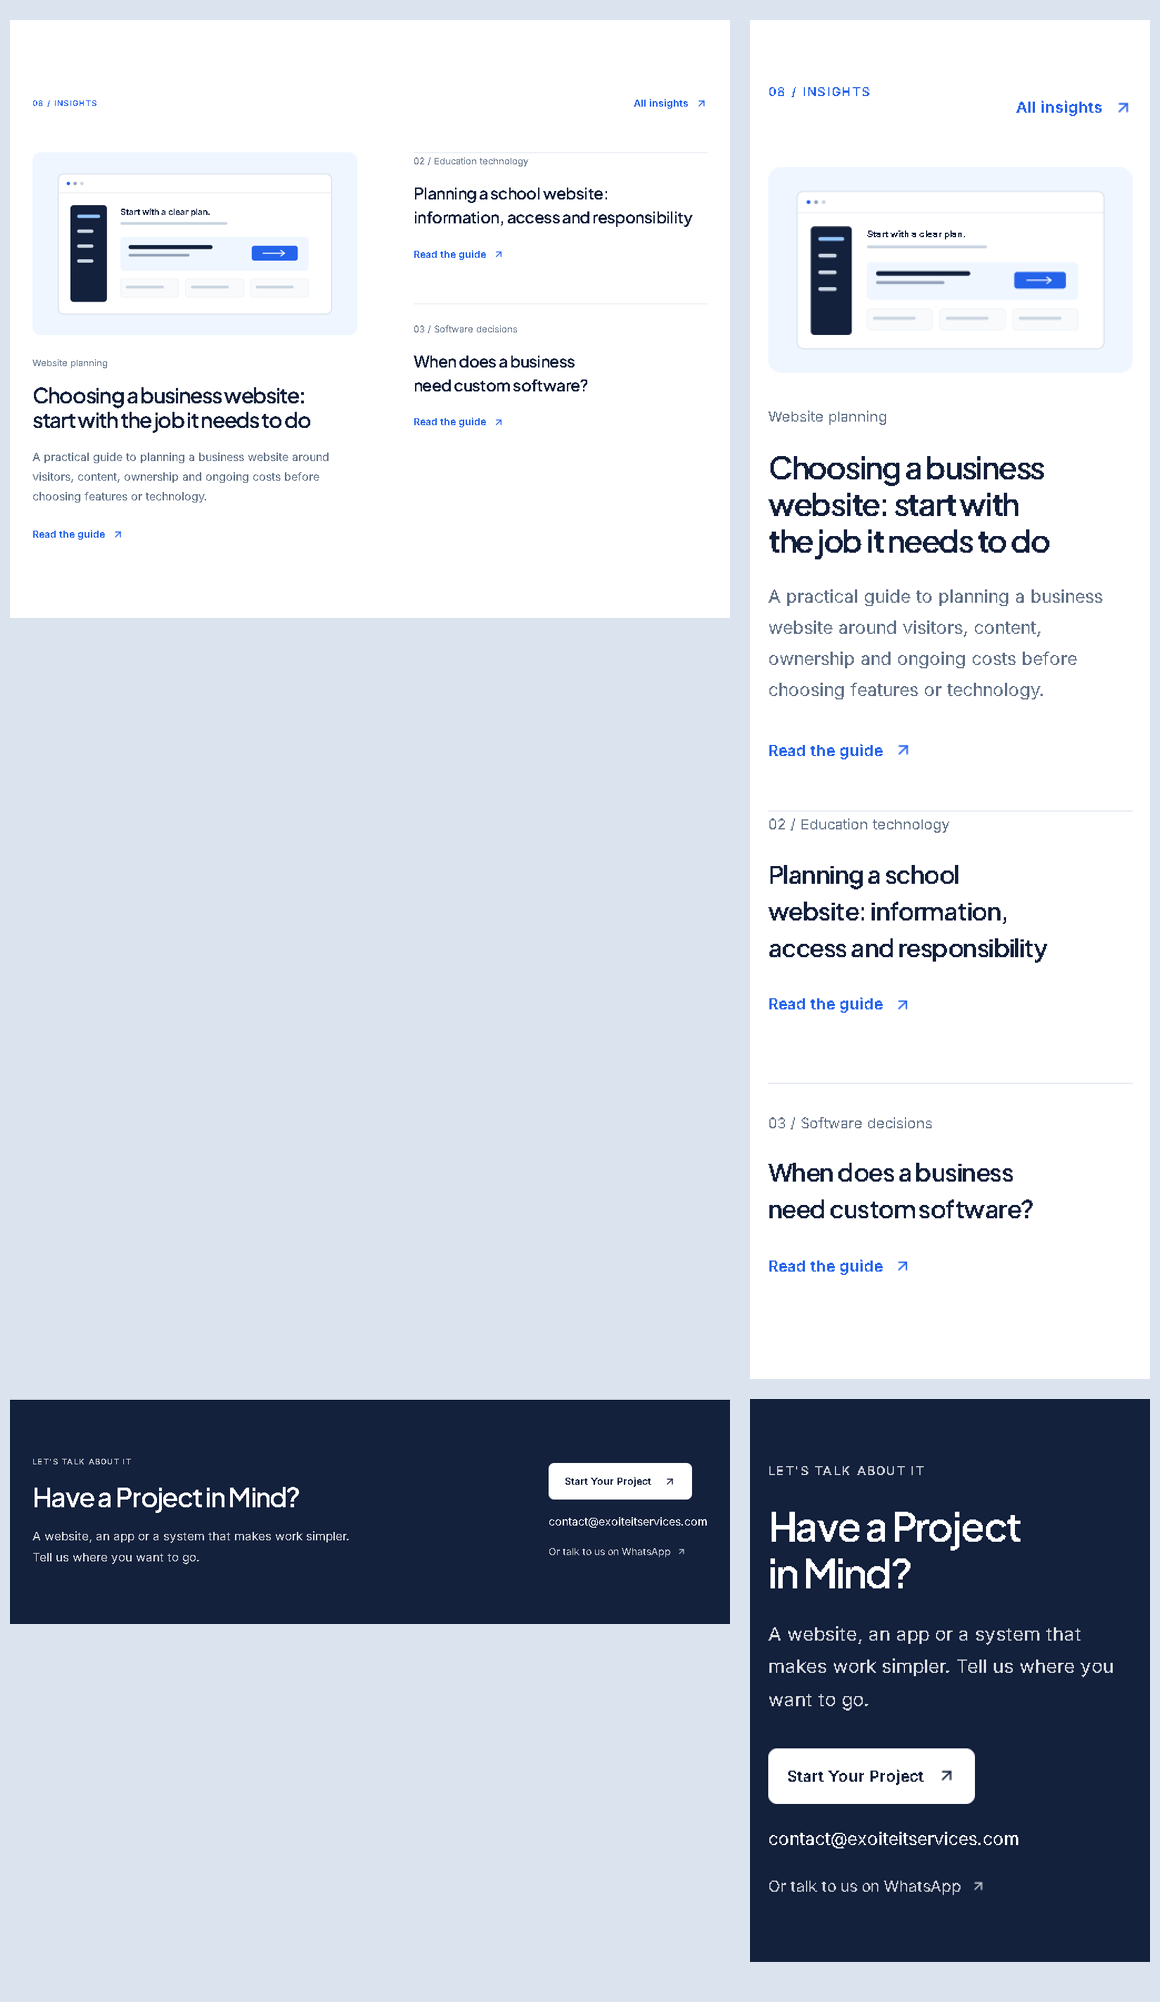 08 / INSIGHTS
All insights
Start with a clear plan.
Website planning
Choosing a business website:
start with the job it needs to do
A practical guide to planning a business website around
visitors, content, ownership and ongoing costs before
choosing features or technology.
Read the guide
02 / Education technology
Planning a school website:
information, access and responsibility
Read the guide
03 / Software decisions
When does a business
need custom software?
Read the guide
08 / INSIGHTS
All insights
Start with a clear plan.
Website planning
Choosing a business
website: start with
the job it needs to do
A practical guide to planning a business
website around visitors, content,
ownership and ongoing costs before
choosing features or technology.
Read the guide
02 / Education technology
Planning a school
website: information,
access and responsibility
Read the guide
03 / Software decisions
When does a business
need custom software?
Read the guide
LET'S TALK ABOUT IT
Have a Project in Mind?
A website, an app or a system that makes work simpler.
Tell us where you want to go.
Start Your Project
contact@exoiteitservices.com
Or talk to us on WhatsApp
LET'S TALK ABOUT IT
Have a Project
in Mind?
A website, an app or a system that
makes work simpler. Tell us where you
want to go.
Start Your Project
contact@exoiteitservices.com
Or talk to us on WhatsApp